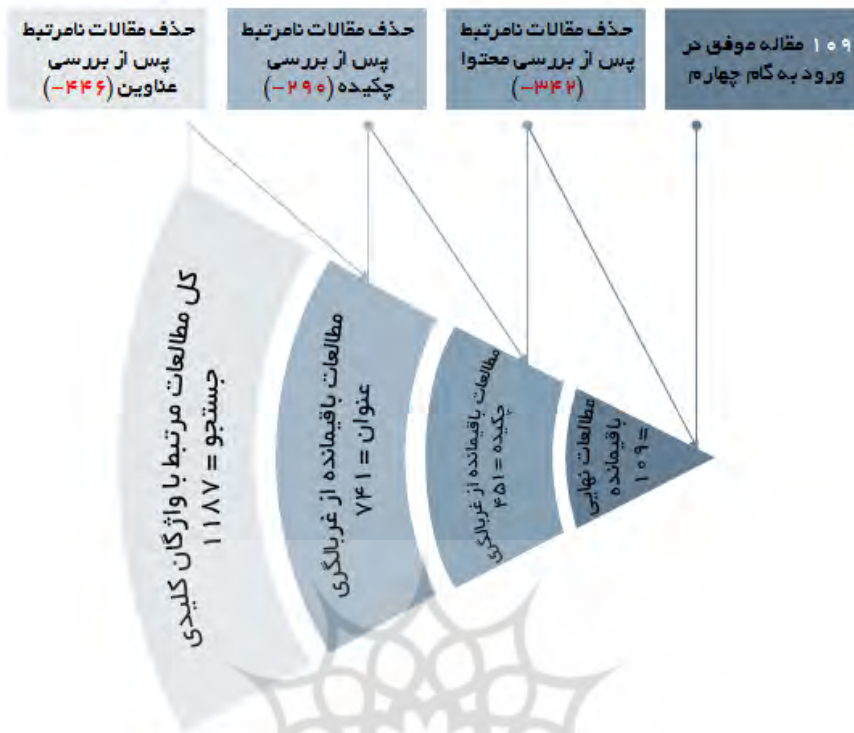 ۱۰۹ مقاله موفق در
ورود به گام چهارم
حذف مقالات نامرتبط
پس از بررسی محتوا
(−۳۴۲)
حذف مقالات نامرتبط
پس از بررسی
چکیده (−۲۹۰)
حذف مقالات نامرتبط
پس از بررسی
عناوین (−۴۴۶)
کل مطالعات مرتبط با واژگان کلیدی
جستجو = ۱۱۸۷
مطالعات باقیمانده از غربالگری
عنوان = ۷۴۱
مطالعات باقیمانده از غربالگری
چکیده = ۴۵۱
مطالعات نهایی
باقیمانده
= ۱۰۹